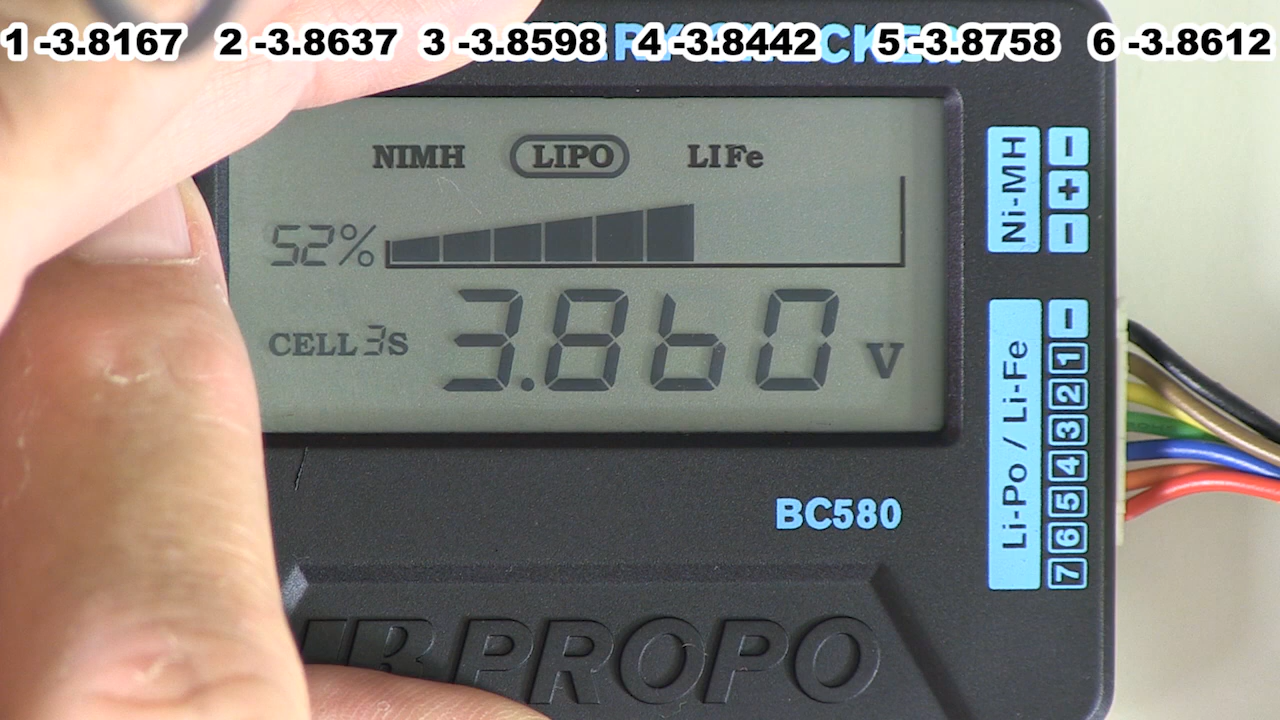 1 -3.8167 2 -3.8637 3 -3.8598 4 -3.8442 5 -3.8758 6 -3.8612
NIMH LIPO LIFe
52%
CELL 3S 3.860 V
BC580
PROPO
Ni-MH
- + -
Li-Po / Li-Fe
- 1 2 3 4 5 6 7